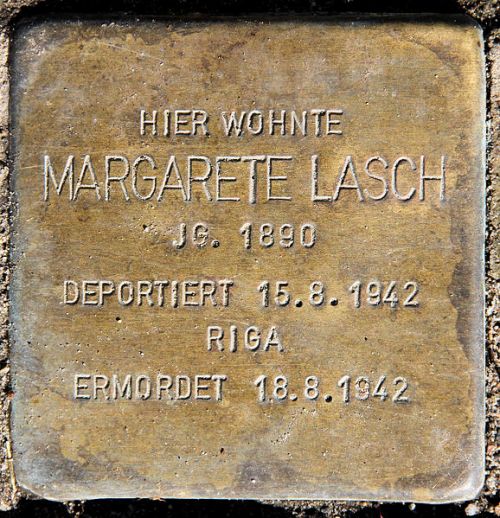 HIER WOHNTE
MARGARETE LASCH
JG. 1890
DEPORTIERT 15.8.1942
RIGA
ERMORDET 18.8.1942